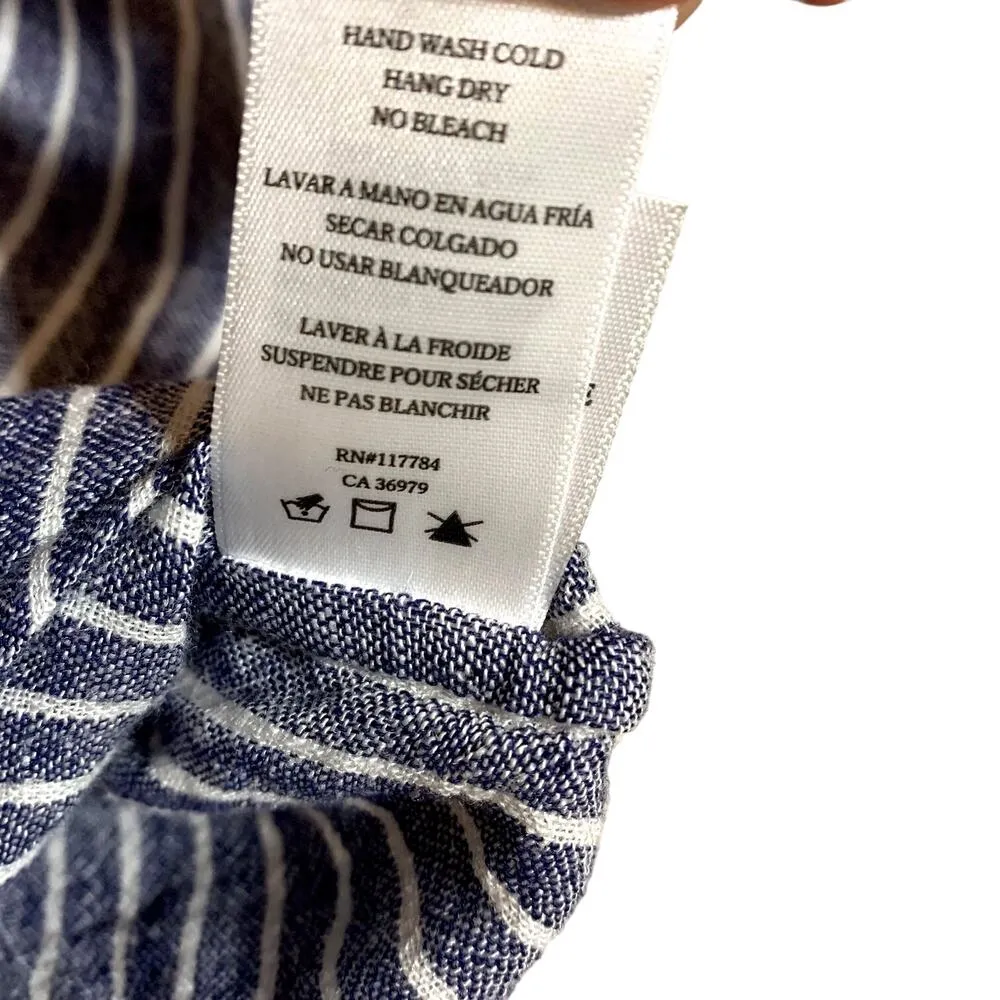 HAND WASH COLD
HANG DRY
NO BLEACH
LAVAR A MANO EN AGUA FRÍA
SECAR COLGADO
NO USAR BLANQUEADOR
LAVER À LA FROIDE
SUSPENDRE POUR SÉCHER
NE PAS BLANCHIR
RN#117784
CA 36979